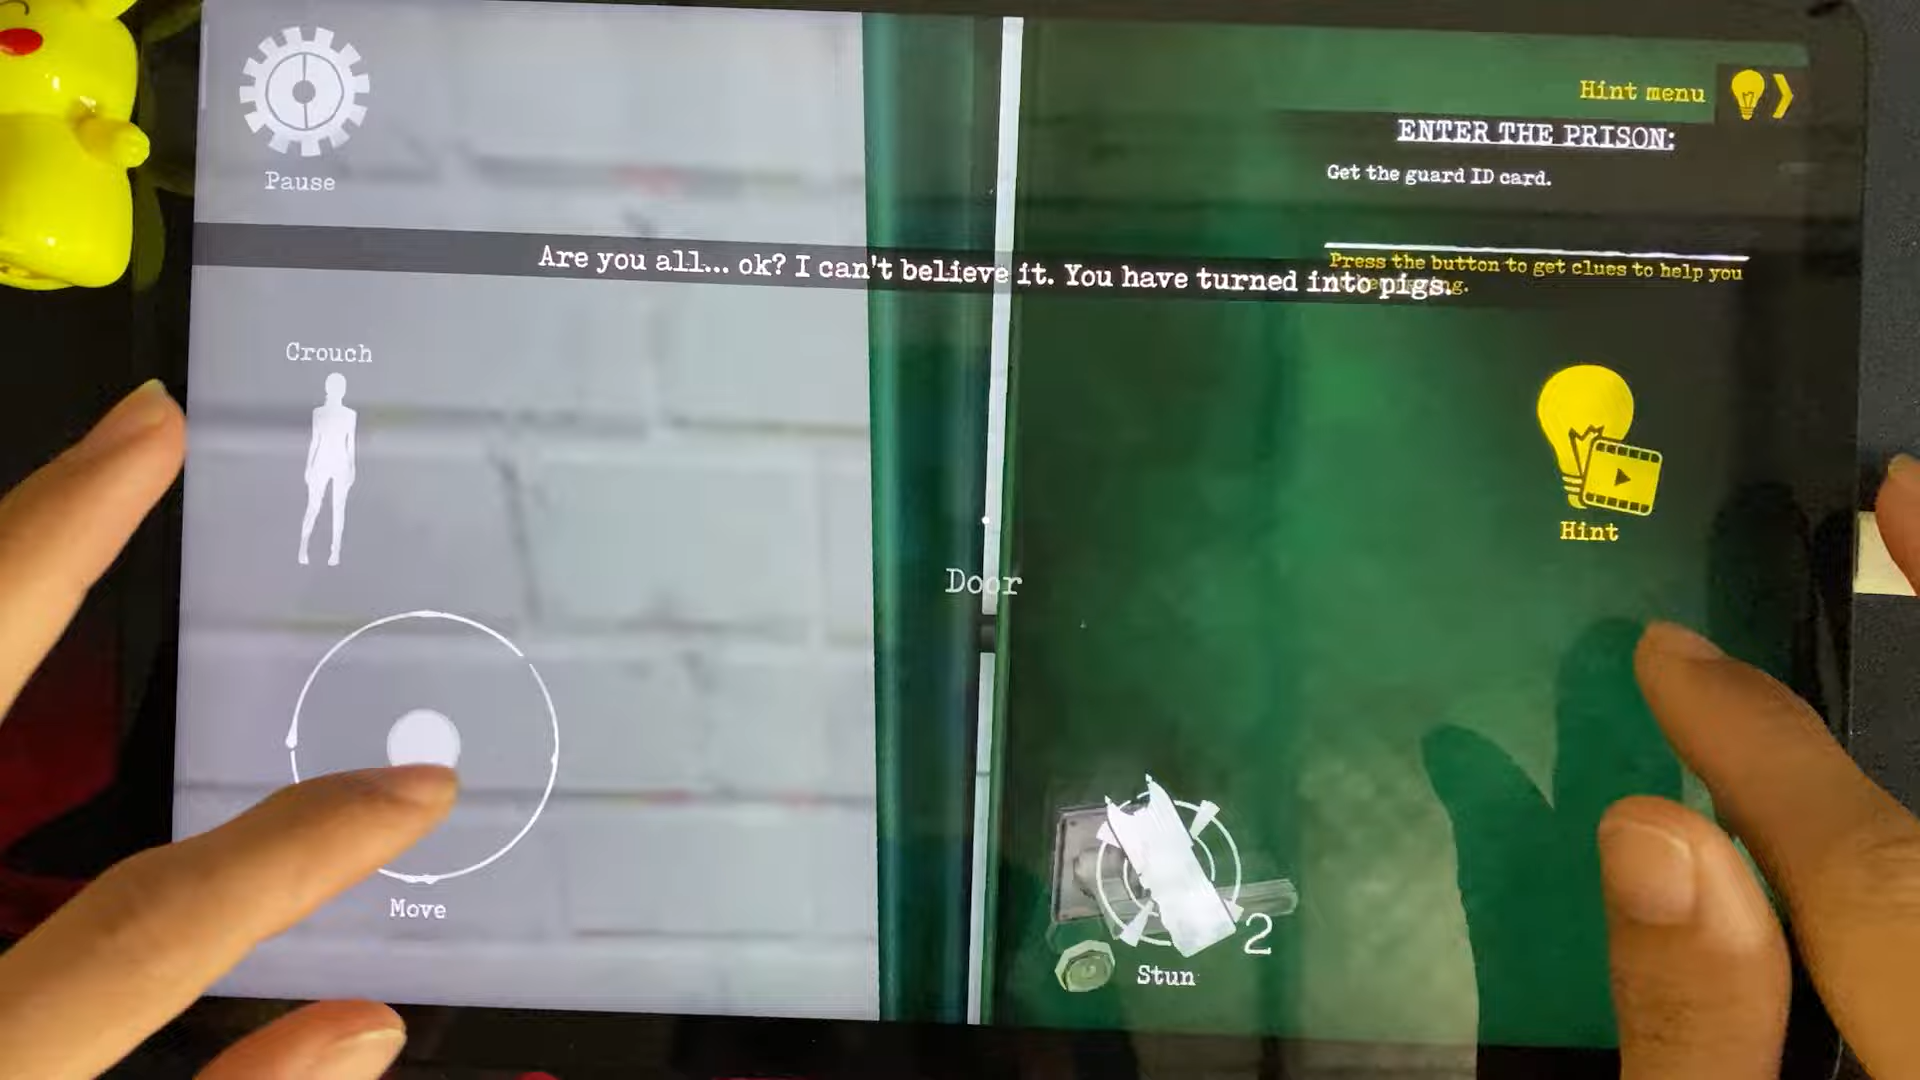 Pause
Hint menu
ENTER THE PRISON:
Get the guard ID card.
Are you all... ok? I can't believe it. You have turned into pigs.
Press the button to get clues to help you
Crouch
Hint
Door
Move
2
Stun